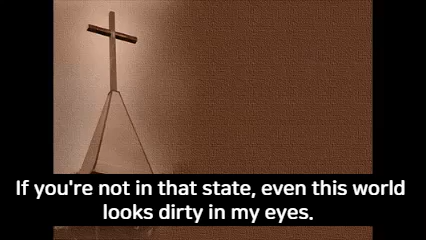 If you're not in that state, even this world
looks dirty in my eyes.